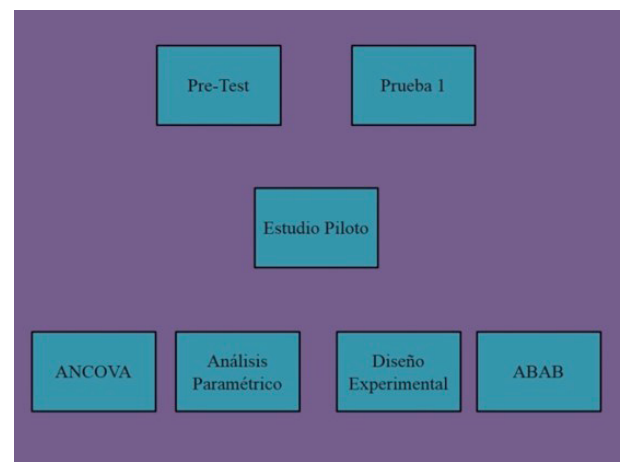 Pre-Test
Prueba 1
Estudio Piloto
ANCOVA
Análisis
Paramétrico
Diseño
Experimental
ABAB